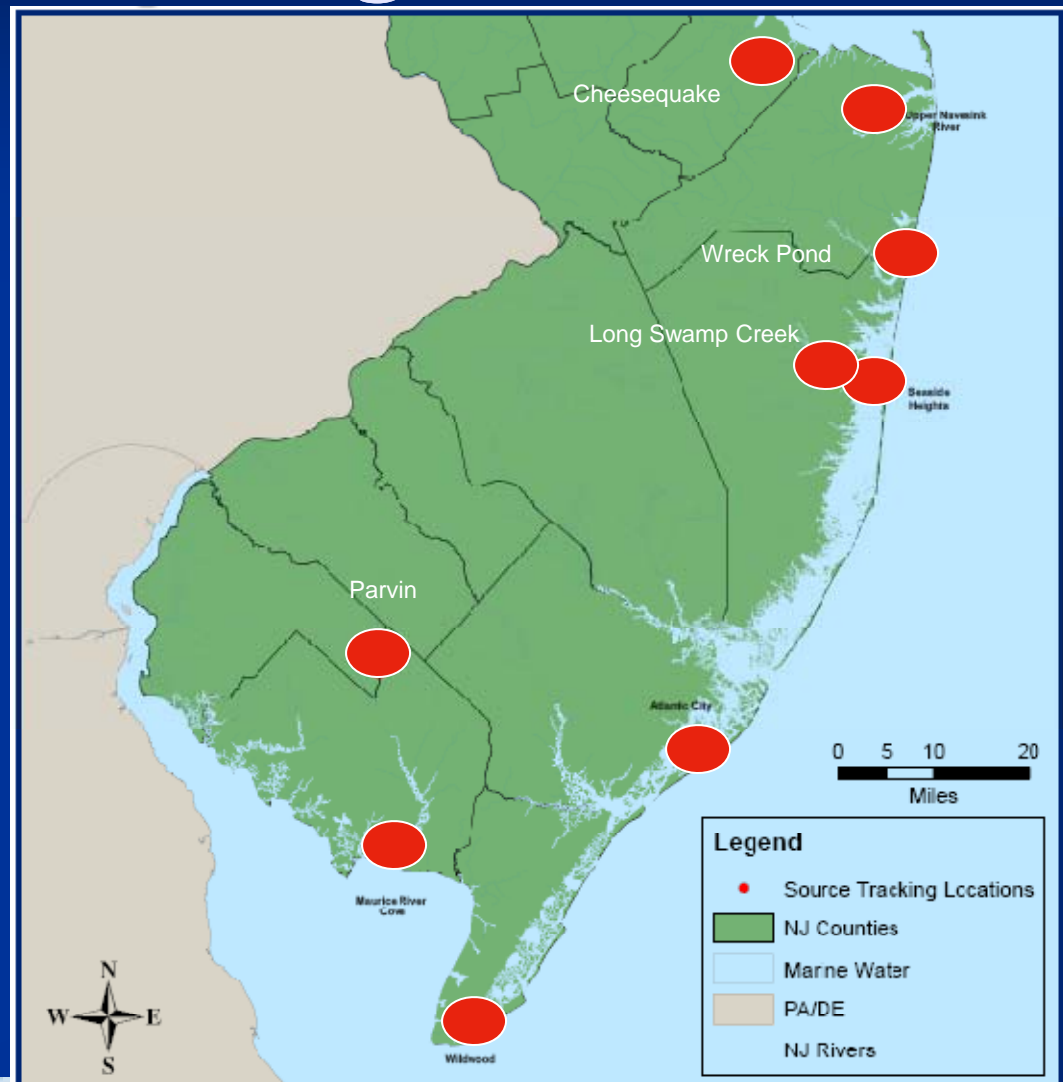 Cheesequake
Upper Navesink
River
Wreck Pond
Long Swamp Creek
Seaside
Heights
Parvin
Atlantic City
0 5 10 20
Miles
Maurice River
Cove
Wildwood
N
W E
S
Legend
Source Tracking Locations
NJ Counties
Marine Water
PA/DE
NJ Rivers